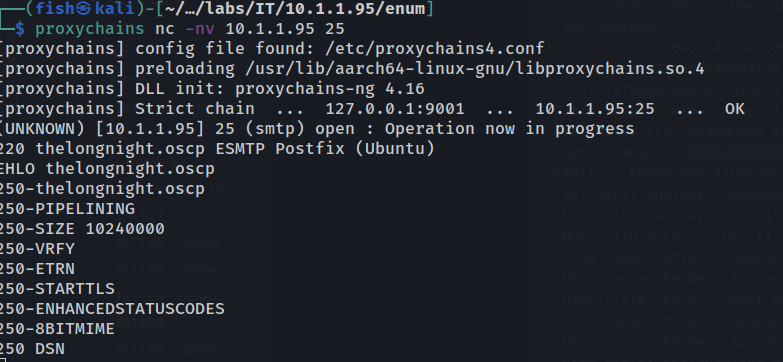 (fish㉿kali)-[~/…/labs/IT/10.1.1.95/enum]
$ proxychains nc -nv 10.1.1.95 25
[proxychains] config file found: /etc/proxychains4.conf
[proxychains] preloading /usr/lib/aarch64-linux-gnu/libproxychains.so.4
[proxychains] DLL init: proxychains-ng 4.16
[proxychains] Strict chain  ...  127.0.0.1:9001  ...  10.1.1.95:25  ...  OK
(UNKNOWN) [10.1.1.95] 25 (smtp) open : Operation now in progress
220 thelongnight.oscp ESMTP Postfix (Ubuntu)
EHLO thelongnight.oscp
250-thelongnight.oscp
250-PIPELINING
250-SIZE 10240000
250-VRFY
250-ETRN
250-STARTTLS
250-ENHANCEDSTATUSCODES
250-8BITMIME
250 DSN